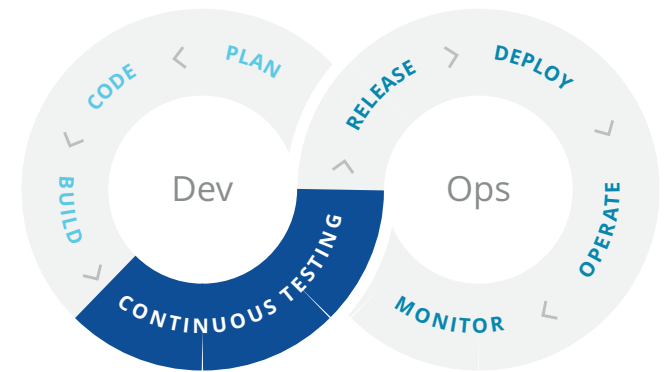 PLAN
CODE
BUILD
CONTINUOUS TESTING
Dev
RELEASE
DEPLOY
OPERATE
MONITOR
Ops